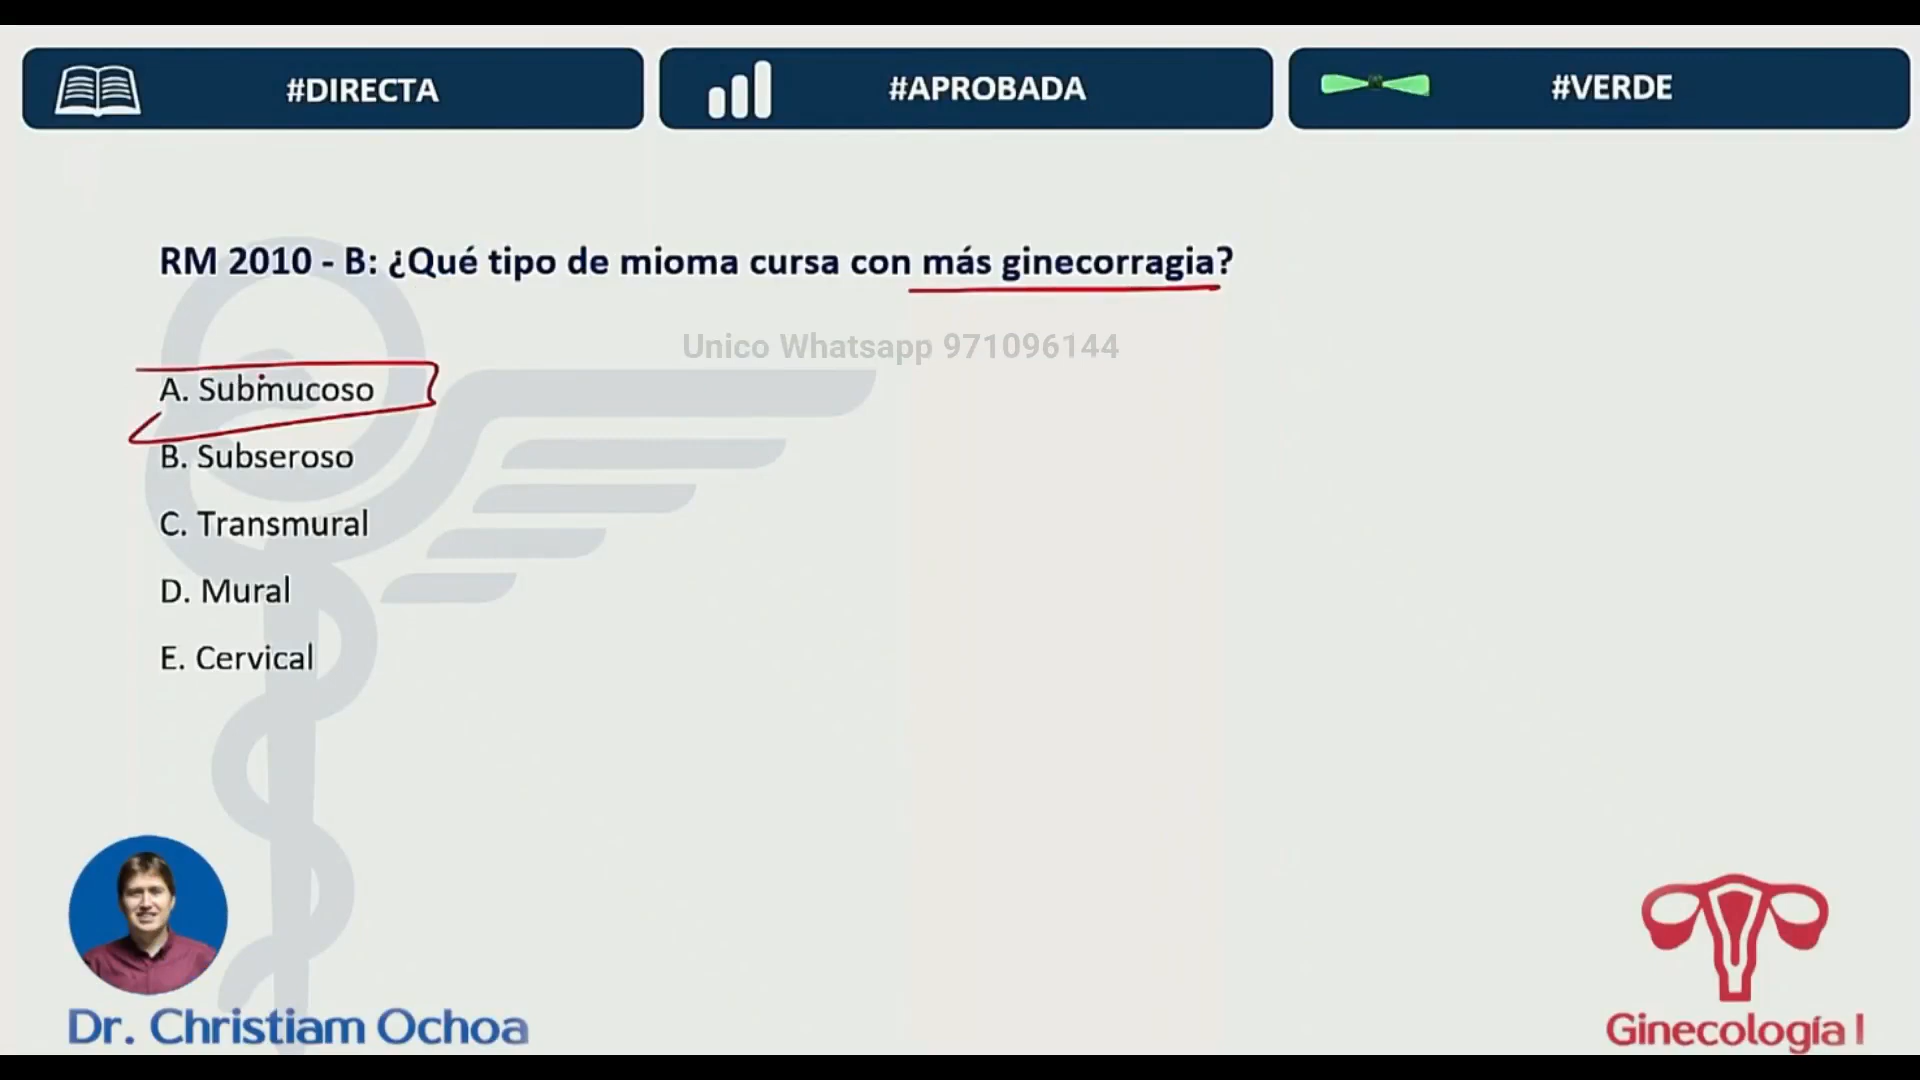 #DIRECTA
#APROBADA
#VERDE
RM 2010 - B: ¿Qué tipo de mioma cursa con más ginecorragia?
Unico Whatsapp 971096144
A. Submucoso
B. Subseroso
C. Transmural
D. Mural
E. Cervical
Dr. Christiam Ochoa
Ginecología I